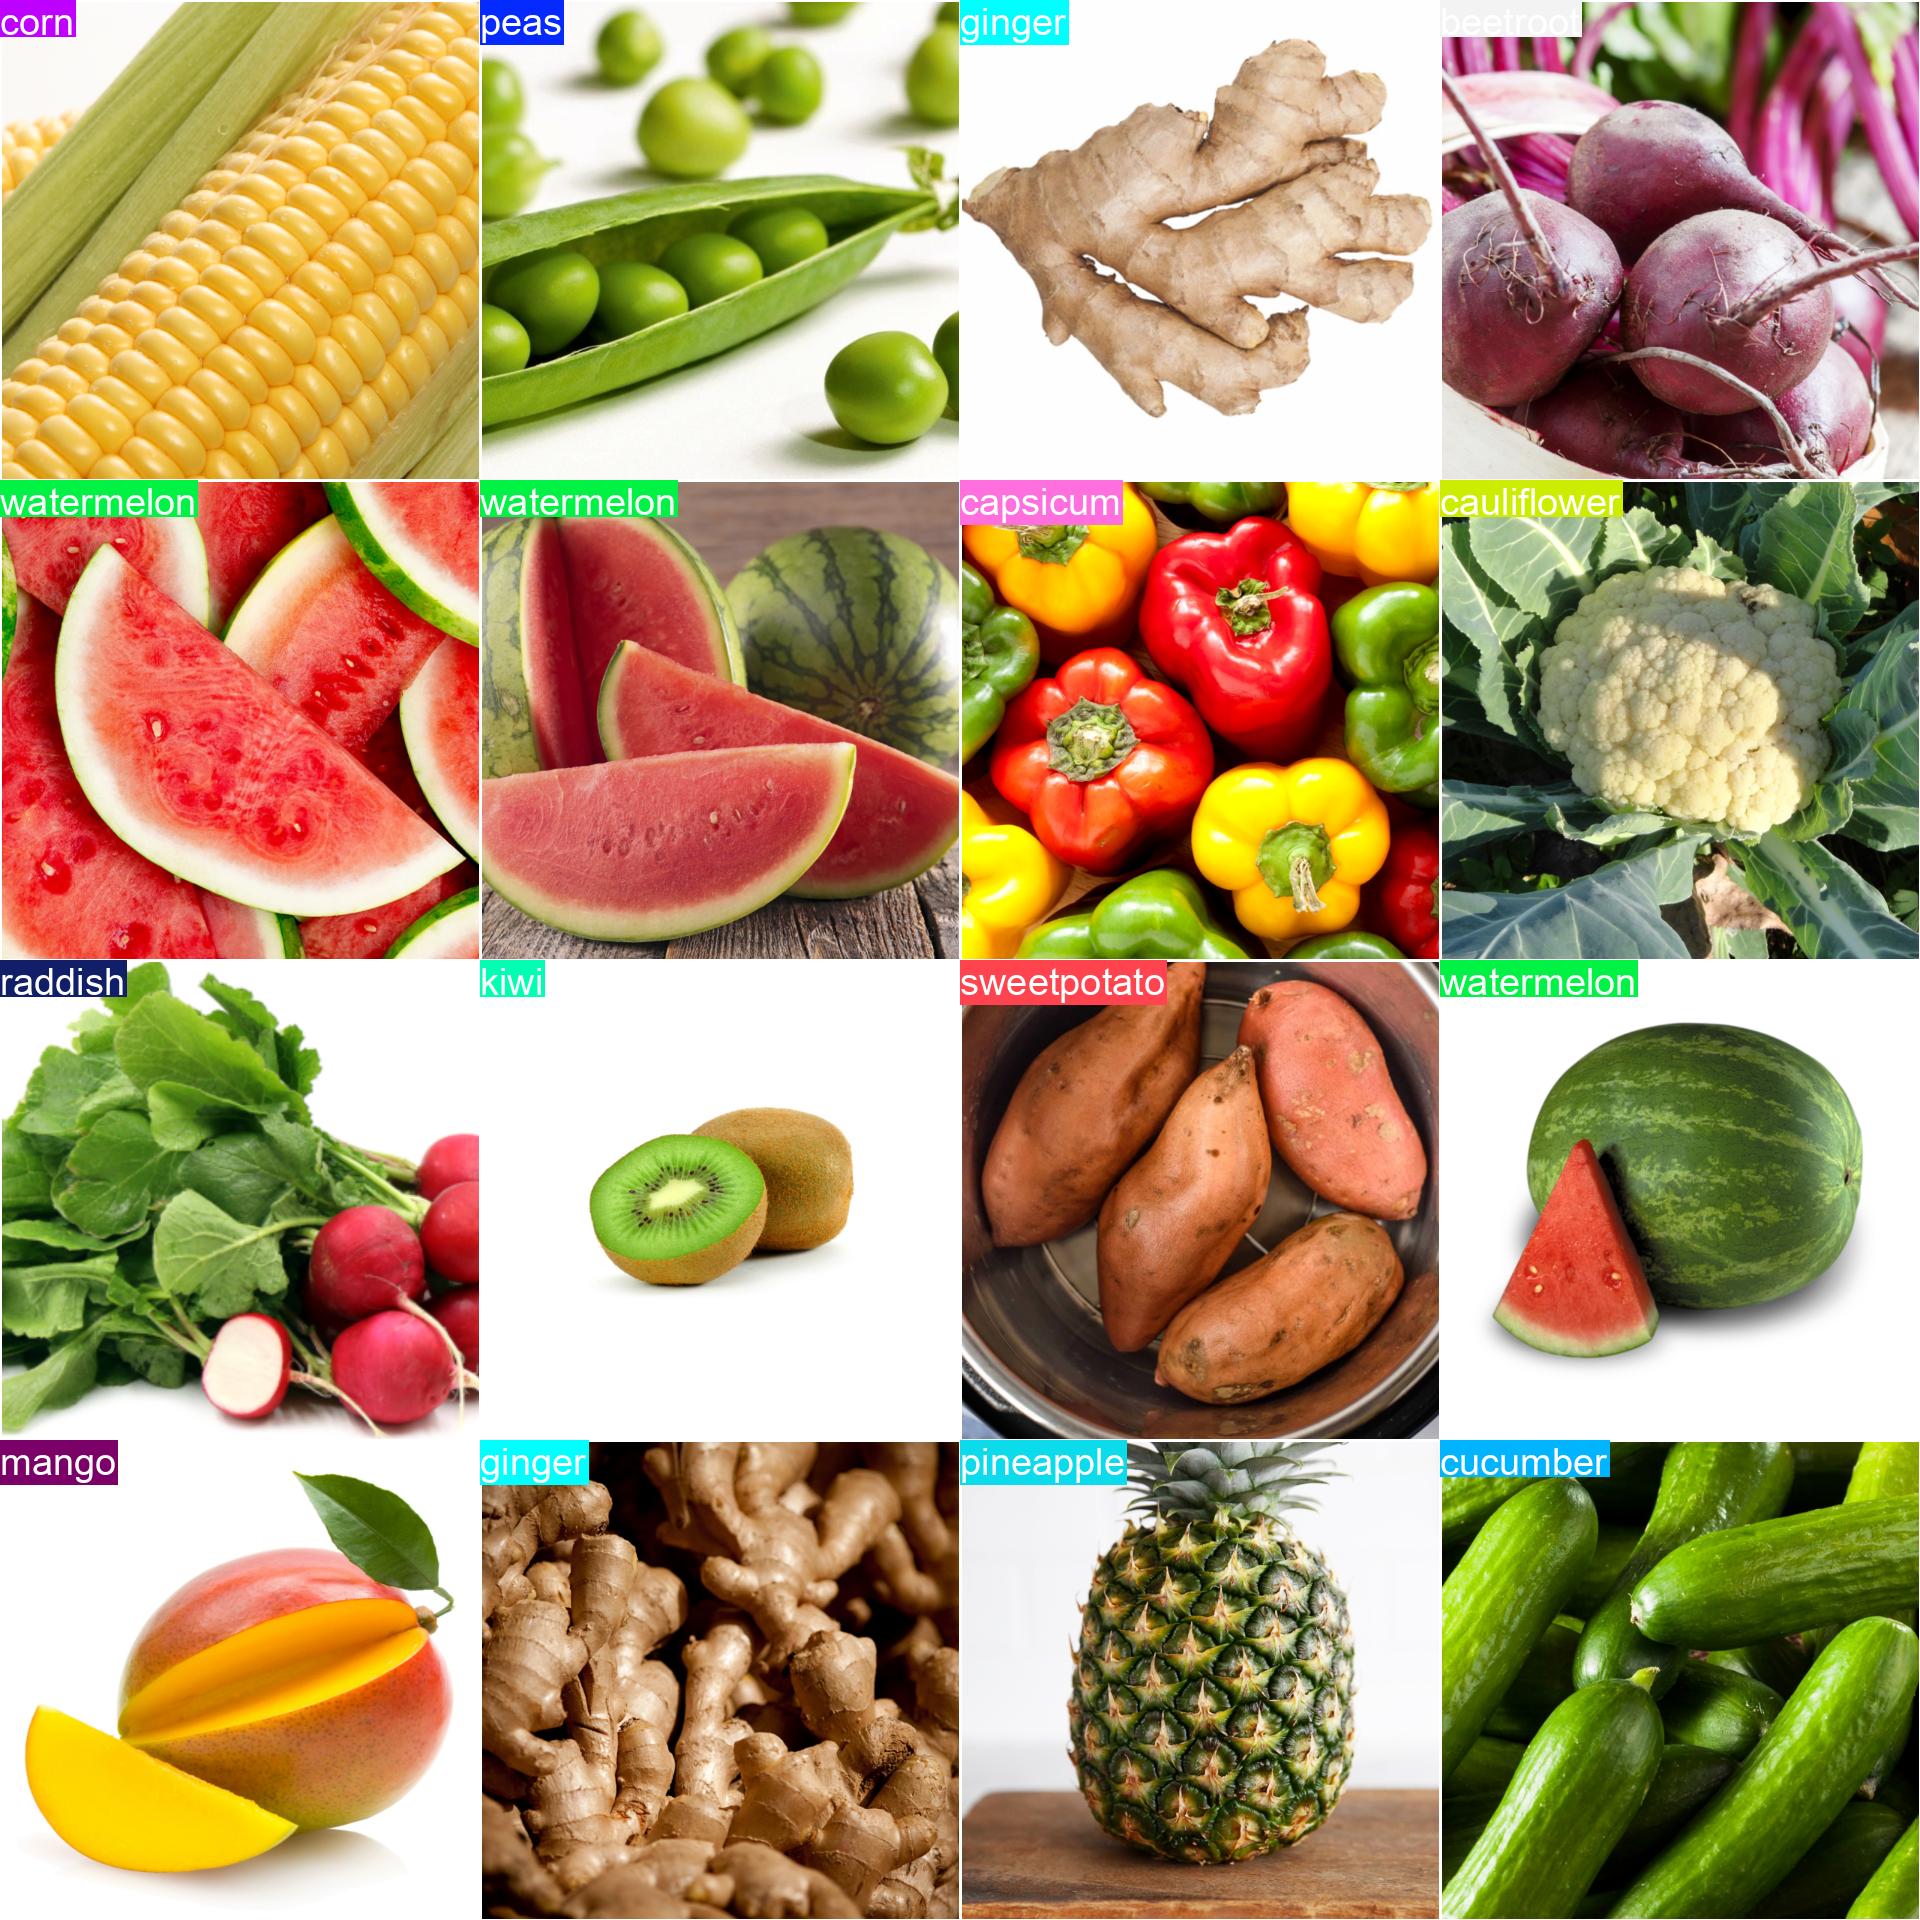 corn
peas
ginger
beetroot
watermelon
watermelon
capsicum
cauliflower
raddish
kiwi
sweetpotato
watermelon
mango
ginger
pineapple
cucumber